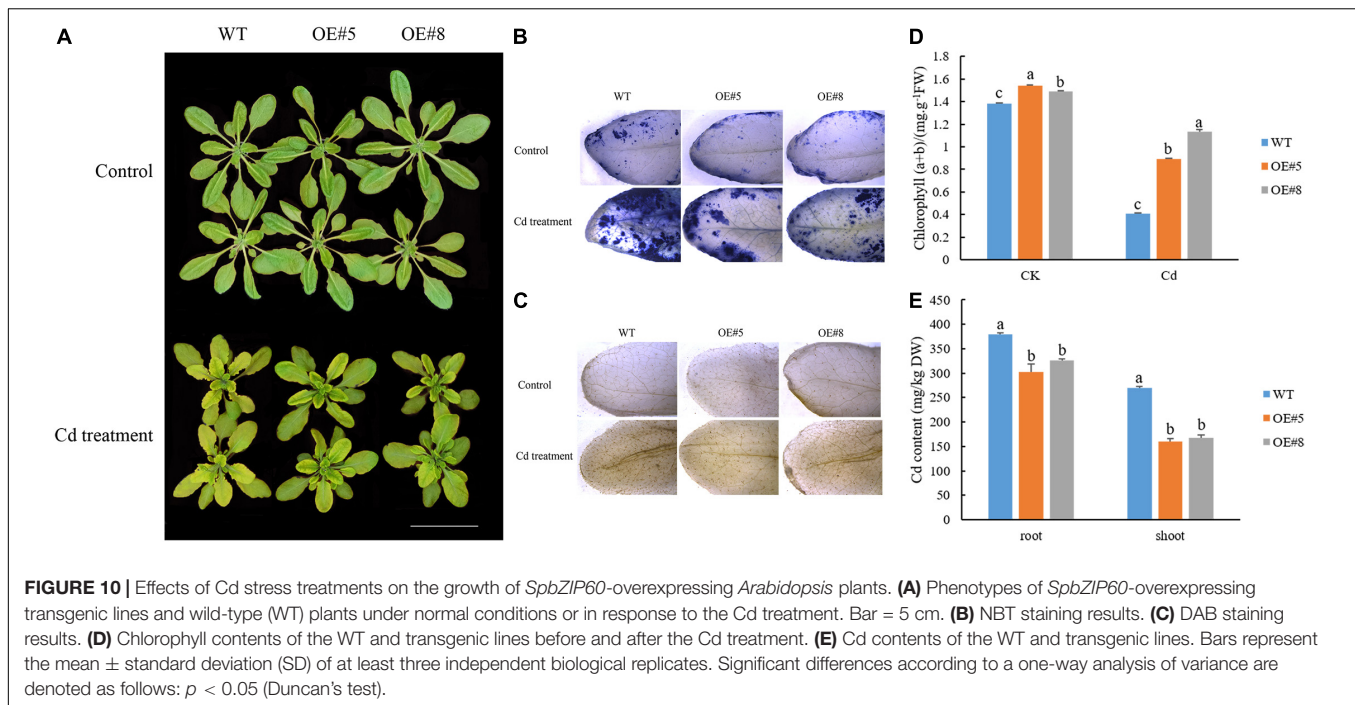 A
WT OE#5 OE#8
Control
Cd treatment
B
WT OE#5 OE#8
Control
Cd treatment
C
WT OE#5 OE#8
Control
Cd treatment
D
Chlorophyll (a+b)/(mg.g⁻¹FW)
1.8
1.6
1.4
1.2
1
0.8
0.6
0.4
0.2
0
c a b
c b a
CK Cd
WT
OE#5
OE#8
E
Cd content (mg/kg DW)
450
400
350
300
250
200
150
100
50
0
a b b
a b b
root shoot
WT
OE#5
OE#8
FIGURE 10 | Effects of Cd stress treatments on the growth of SpbZIP60-overexpressing Arabidopsis plants. (A) Phenotypes of SpbZIP60-overexpressing
transgenic lines and wild-type (WT) plants under normal conditions or in response to the Cd treatment. Bar = 5 cm. (B) NBT staining results. (C) DAB staining
results. (D) Chlorophyll contents of the WT and transgenic lines before and after the Cd treatment. (E) Cd contents of the WT and transgenic lines. Bars represent
the mean ± standard deviation (SD) of at least three independent biological replicates. Significant differences according to a one-way analysis of variance are
denoted as follows: p < 0.05 (Duncan's test).